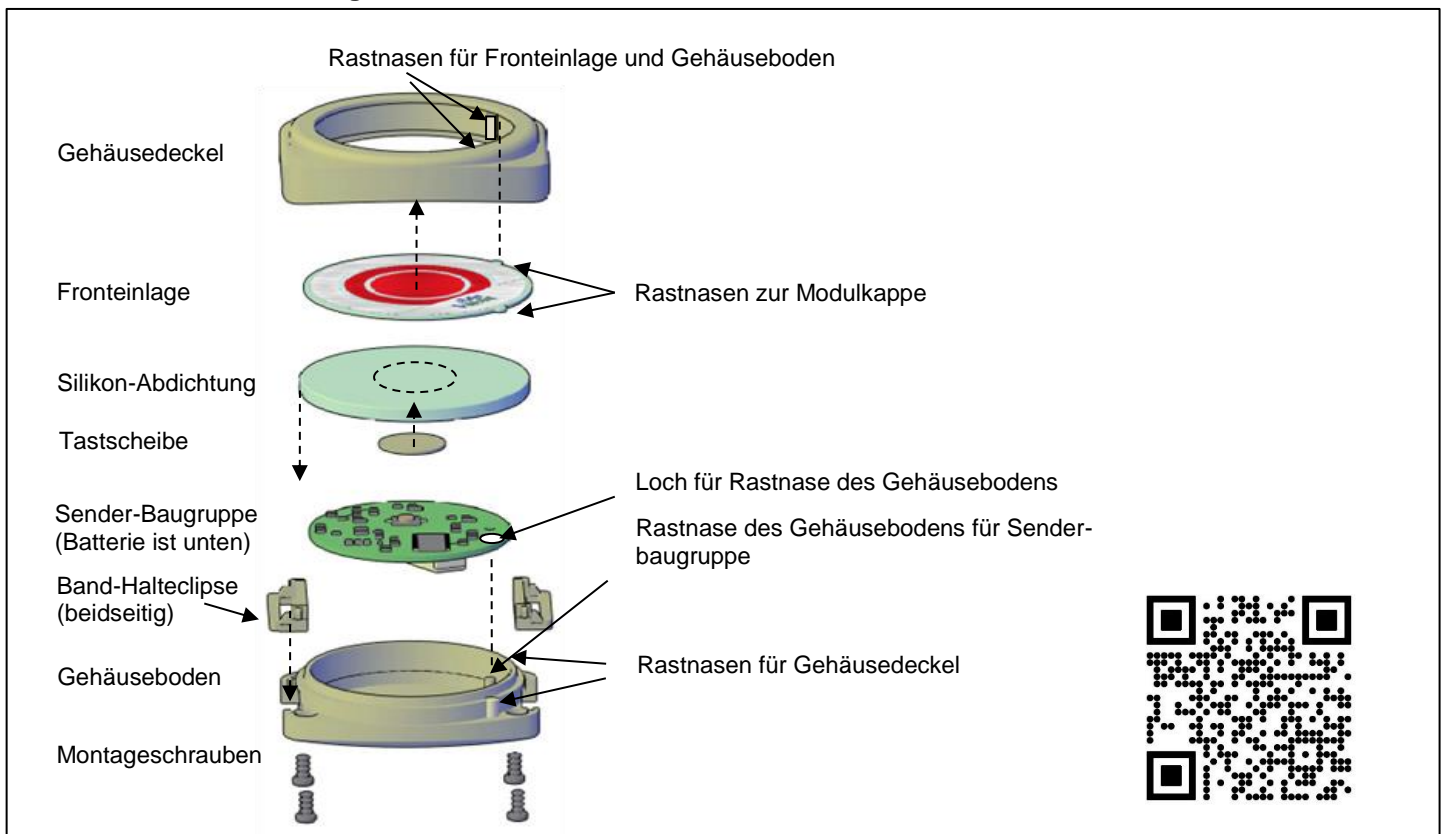 Rastnasen für Fronteinlage und Gehäuseboden
Gehäusedeckel
Fronteinlage
Rastnasen zur Modulkappe
Silikon-Abdichtung
Tastscheibe
Loch für Rastnase des Gehäusebodens
Sender-Baugruppe
(Batterie ist unten)
Rastnase des Gehäusebodens für Sender-
baugruppe
Band-Halteclipse
(beidseitig)
Gehäuseboden
Rastnasen für Gehäusedeckel
Montageschrauben